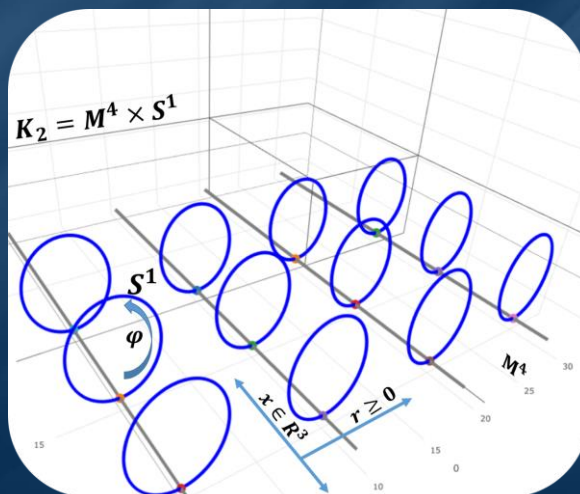 K₂ = M⁴ × S¹
S¹
φ
M⁴
x ∈ R³
r ≥ 0
30
25
20
15
15
10
0